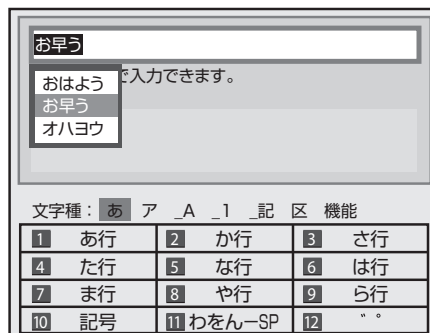 お早う
で入力できます。
おはよう
お早う
オハヨウ
文字種： あ ア _A _1 _記 区 機能
1 あ行 2 か行 3 さ行
4 た行 5 な行 6 は行
7 ま行 8 や行 9 ら行
10 記号 11 わをんーSP 12 ゛゜